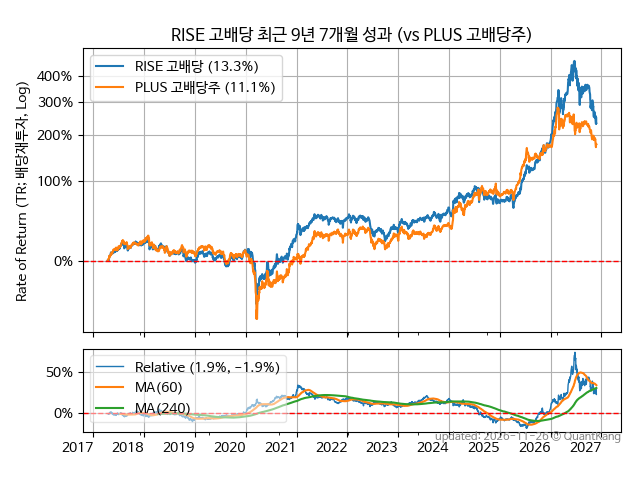 RISE 고배당 최근 9년 7개월 성과 (vs PLUS 고배당주)
RISE 고배당 (13.3%)
PLUS 고배당주 (11.1%)
Rate of Return (TR: 배당재투자, Log)
400%
300%
200%
100%
0%
Relative (1.9%, −1.9%)
MA(60)
MA(240)
50%
0%
2017 2018 2019 2020 2021 2022 2023 2024 2025 2026 2027
updated: 2026-11-26 © QuantKang